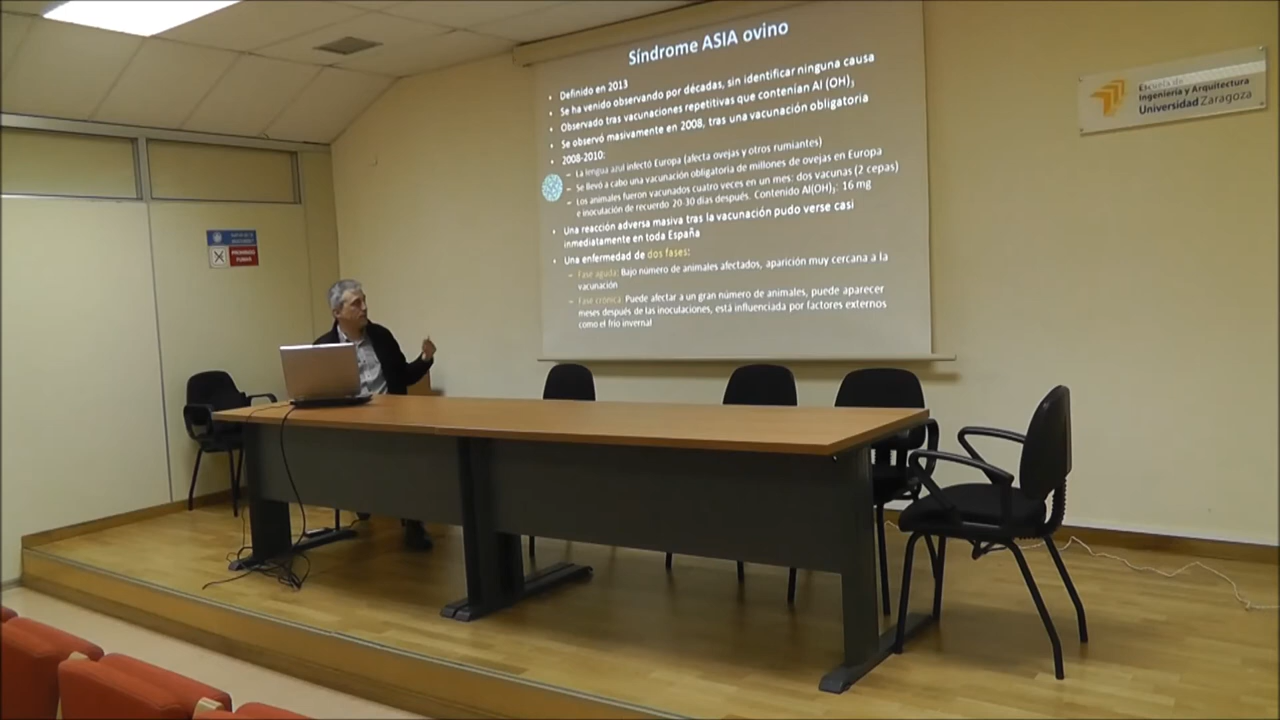 Síndrome ASIA ovino
• Definido en 2013
• Se ha venido observando por décadas, sin identificar ninguna causa
• Observado tras vacunaciones repetitivas que contenían Al (OH)3
• Se observó masivamente en 2008, tras una vacunación obligatoria
• 2008-2010:
– La lengua azul infectó Europa (afecta ovejas y otros rumiantes)
– Se llevó a cabo una vacunación obligatoria de millones de ovejas en Europa
– Los animales fueron vacunados cuatro veces en un mes: dos vacunas (2 cepas)
e inoculación de recuerdo 20-30 días después. Contenido Al(OH)3: 16 mg
• Una reacción adversa masiva tras la vacunación pudo verse casi
inmediatamente en toda España
• Una enfermedad de dos fases:
– Fase aguda: Bajo número de animales afectados, aparición muy cercana a la
vacunación
– Fase crónica: Puede afectar a un gran número de animales, puede aparecer
meses después de las inoculaciones, está influenciada por factores externos
como el frío invernal
Escuela de
Ingeniería y Arquitectura
Universidad Zaragoza
PROHIBIDO
FUMAR